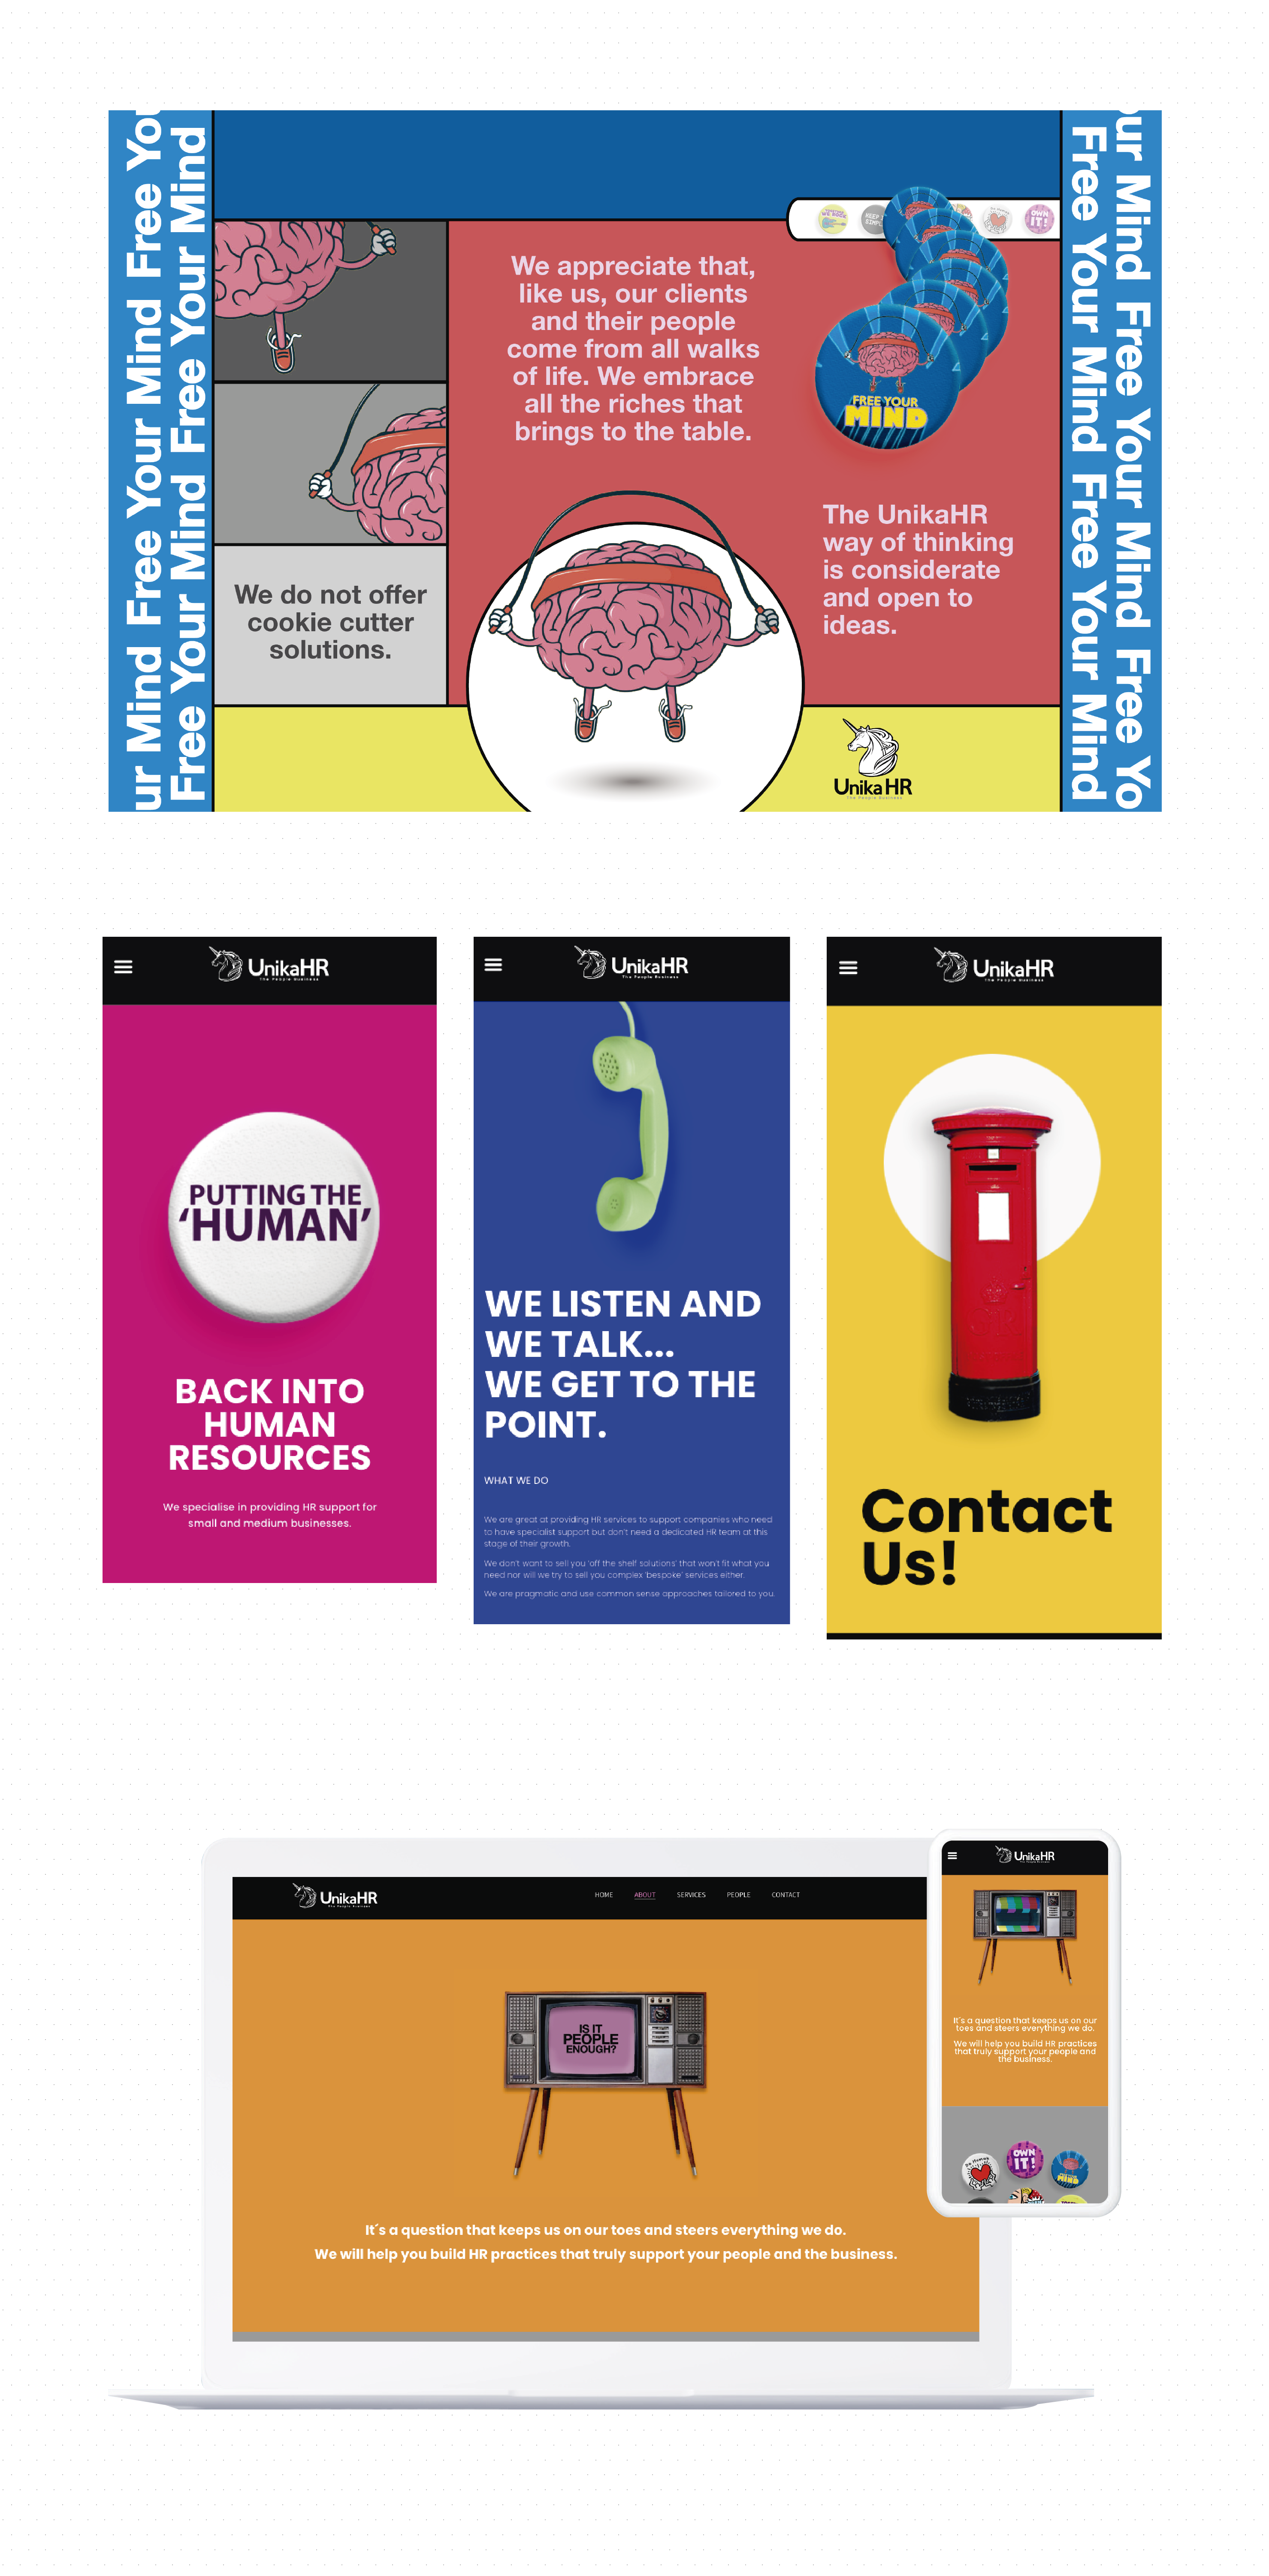 ur Mind Free Your Mind Free You
Free Your Mind Free Your Mind
KEEP
OWN
IT!
We appreciate that,
like us, our clients
and their people
come from all walks
of life. We embrace
all the riches that
brings to the table.
FREE YOUR
MIND
The UnikaHR
way of thinking
is considerate
and open to
ideas.
We do not offer
cookie cutter
solutions.
Unika HR
The People Business
our Mind Free Your Mind Free Yo
Free Your Mind Free Your Mind
UnikaHR
The People Business
PUTTING THE
‘HUMAN’
BACK INTO
HUMAN
RESOURCES
We specialise in providing HR support for
small and medium businesses.
UnikaHR
The People Business
WE LISTEN AND
WE TALK...
WE GET TO THE
POINT.
WHAT WE DO
We are great at providing HR services to support companies who need
to have specialist support but don't need a dedicated HR team at this
stage of their growth.
We don't want to sell you 'off the shelf solutions' that won't fit what you
need nor will we try to sell you complex 'bespoke' services either.
We are pragmatic and use common sense approaches tailored to you.
UnikaHR
The People Business
Contact
Us!
UnikaHR
The People Business
HOME ABOUT SERVICES PEOPLE CONTACT
IS IT
PEOPLE
ENOUGH?
It´s a question that keeps us on our toes and steers everything we do.
We will help you build HR practices that truly support your people and the business.
UnikaHR
The People Business
It´s a question that keeps us on our
toes and steers everything we do.
We will help you build HR practices
that truly support your people and
the business.
OWN
IT!
MIND